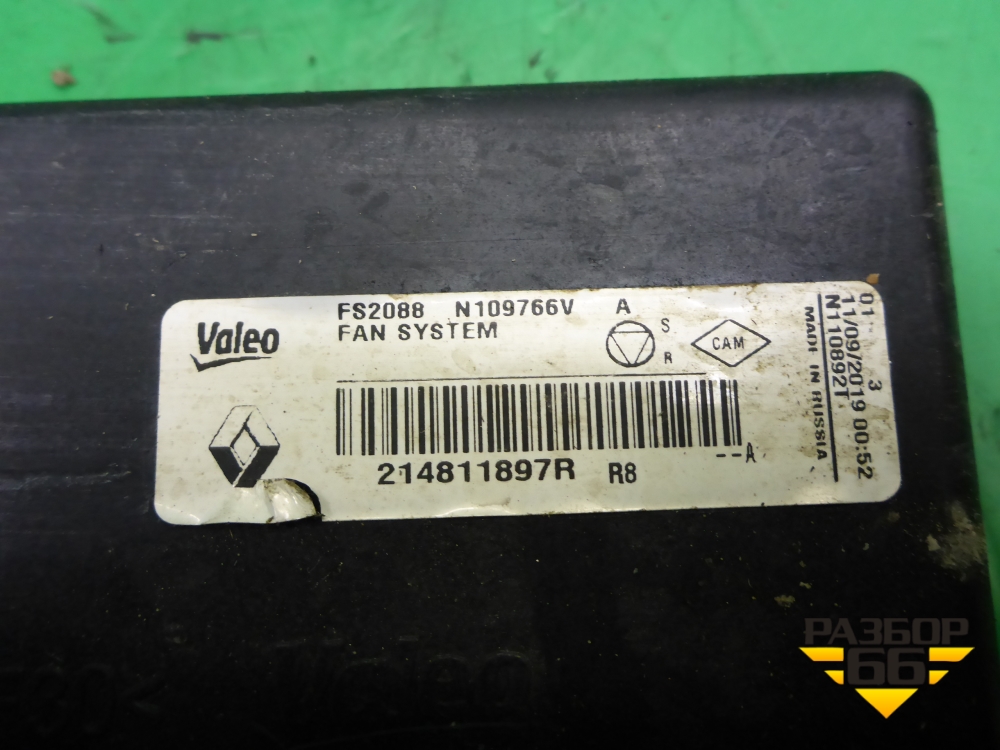 Valeo
FS2088 N109766V A
FAN SYSTEM
S
R
CAM
214811897R R8
--A
01 3
11/09/2019 00:52
N110892T
MADE IN RUSSIA
РАЗБОР
66